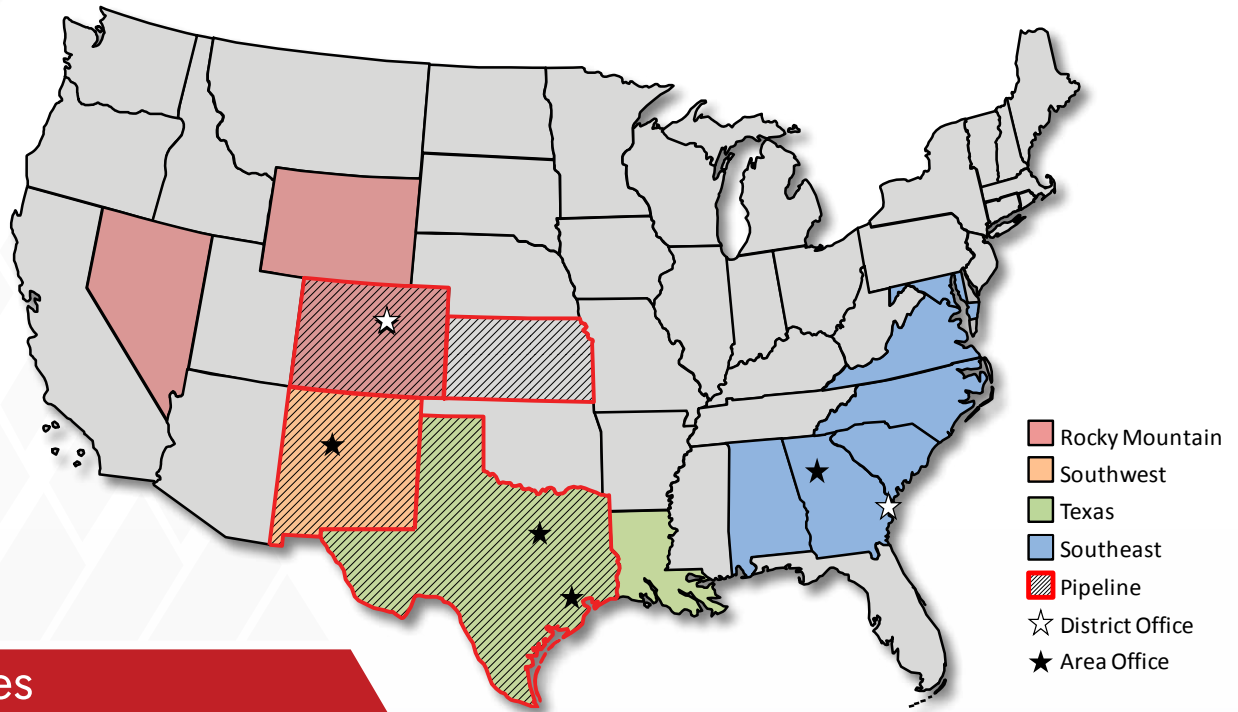 Rocky Mountain
Southwest
Texas
Southeast
Pipeline
District Office
Area Office
es